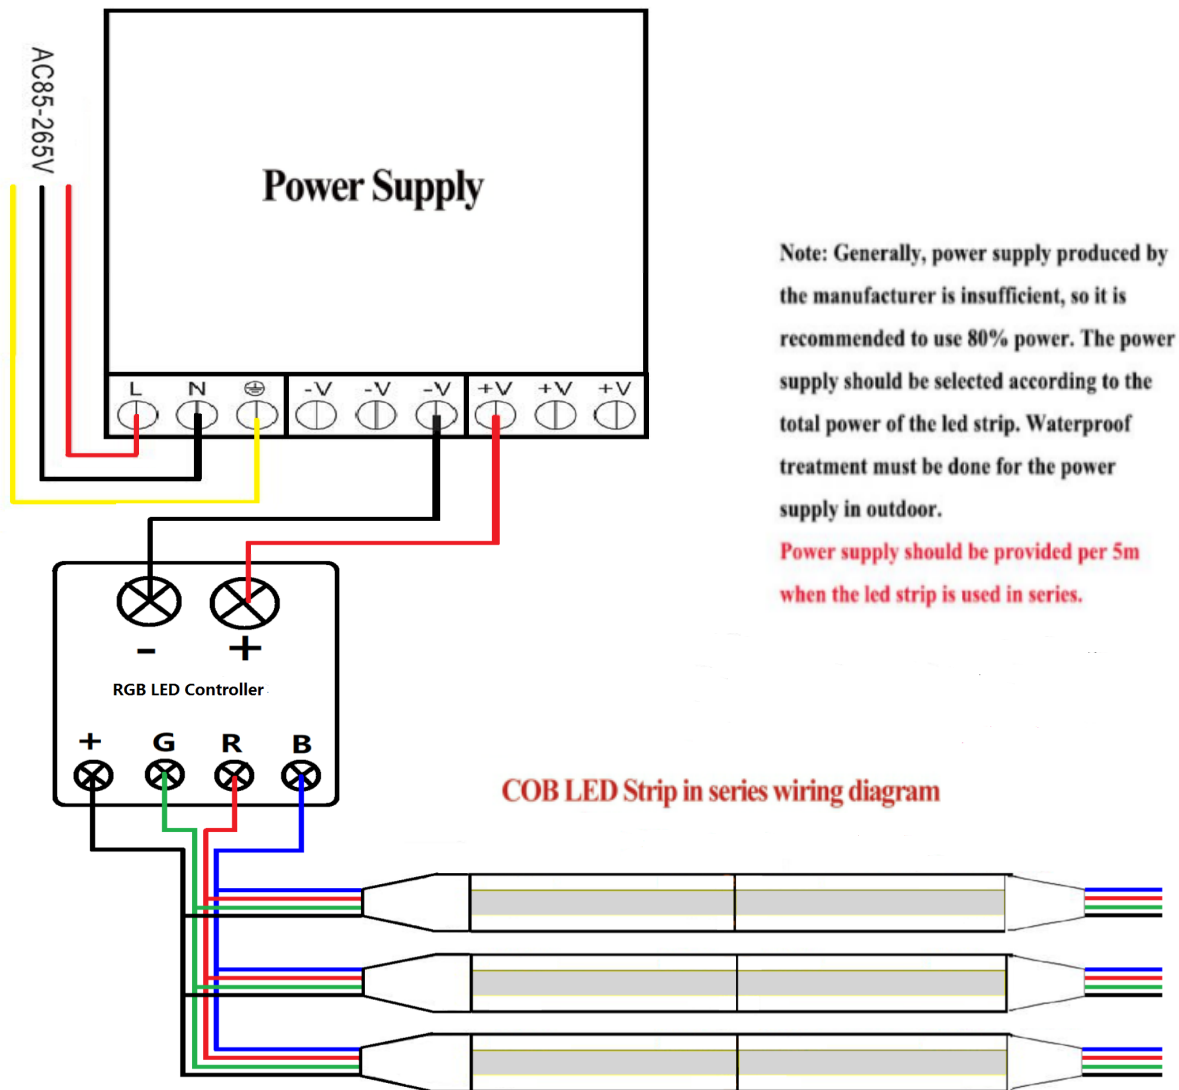 AC85-265V
Power Supply
L N -V -V -V +V +V +V
Note: Generally, power supply produced by
the manufacturer is insufficient, so it is
recommended to use 80% power. The power
supply should be selected according to the
total power of the led strip. Waterproof
treatment must be done for the power
supply in outdoor.
Power supply should be provided per 5m
when the led strip is used in series.
- +
RGB LED Controller
+ G R B
COB LED Strip in series wiring diagram